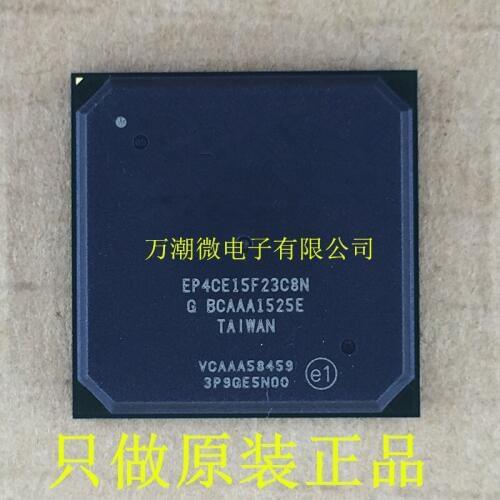 万潮微电子有限公司
EP4CE15F23C8N
G BCAAA1525E
TAIWAN
VCAAA58459
3P9GE5N00
e1
只做原装正品